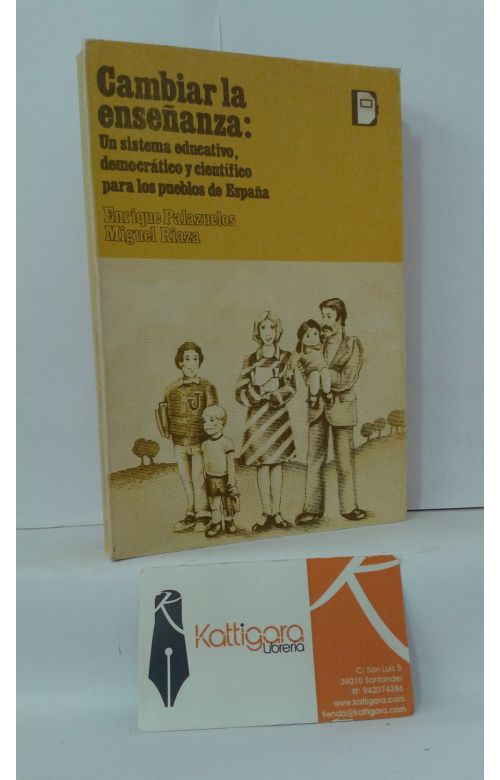 Cambiar la
enseñanza:
Un sistema educativo,
democrático y científico
para los pueblos de España
Enrique Palazuelos
Miguel Riaza
J
K
Kattigara
Librería
K
C/ San Luis 5.
39010 Santander
tlf: 942074286
www.kattigara.com
tienda@kattigara.com